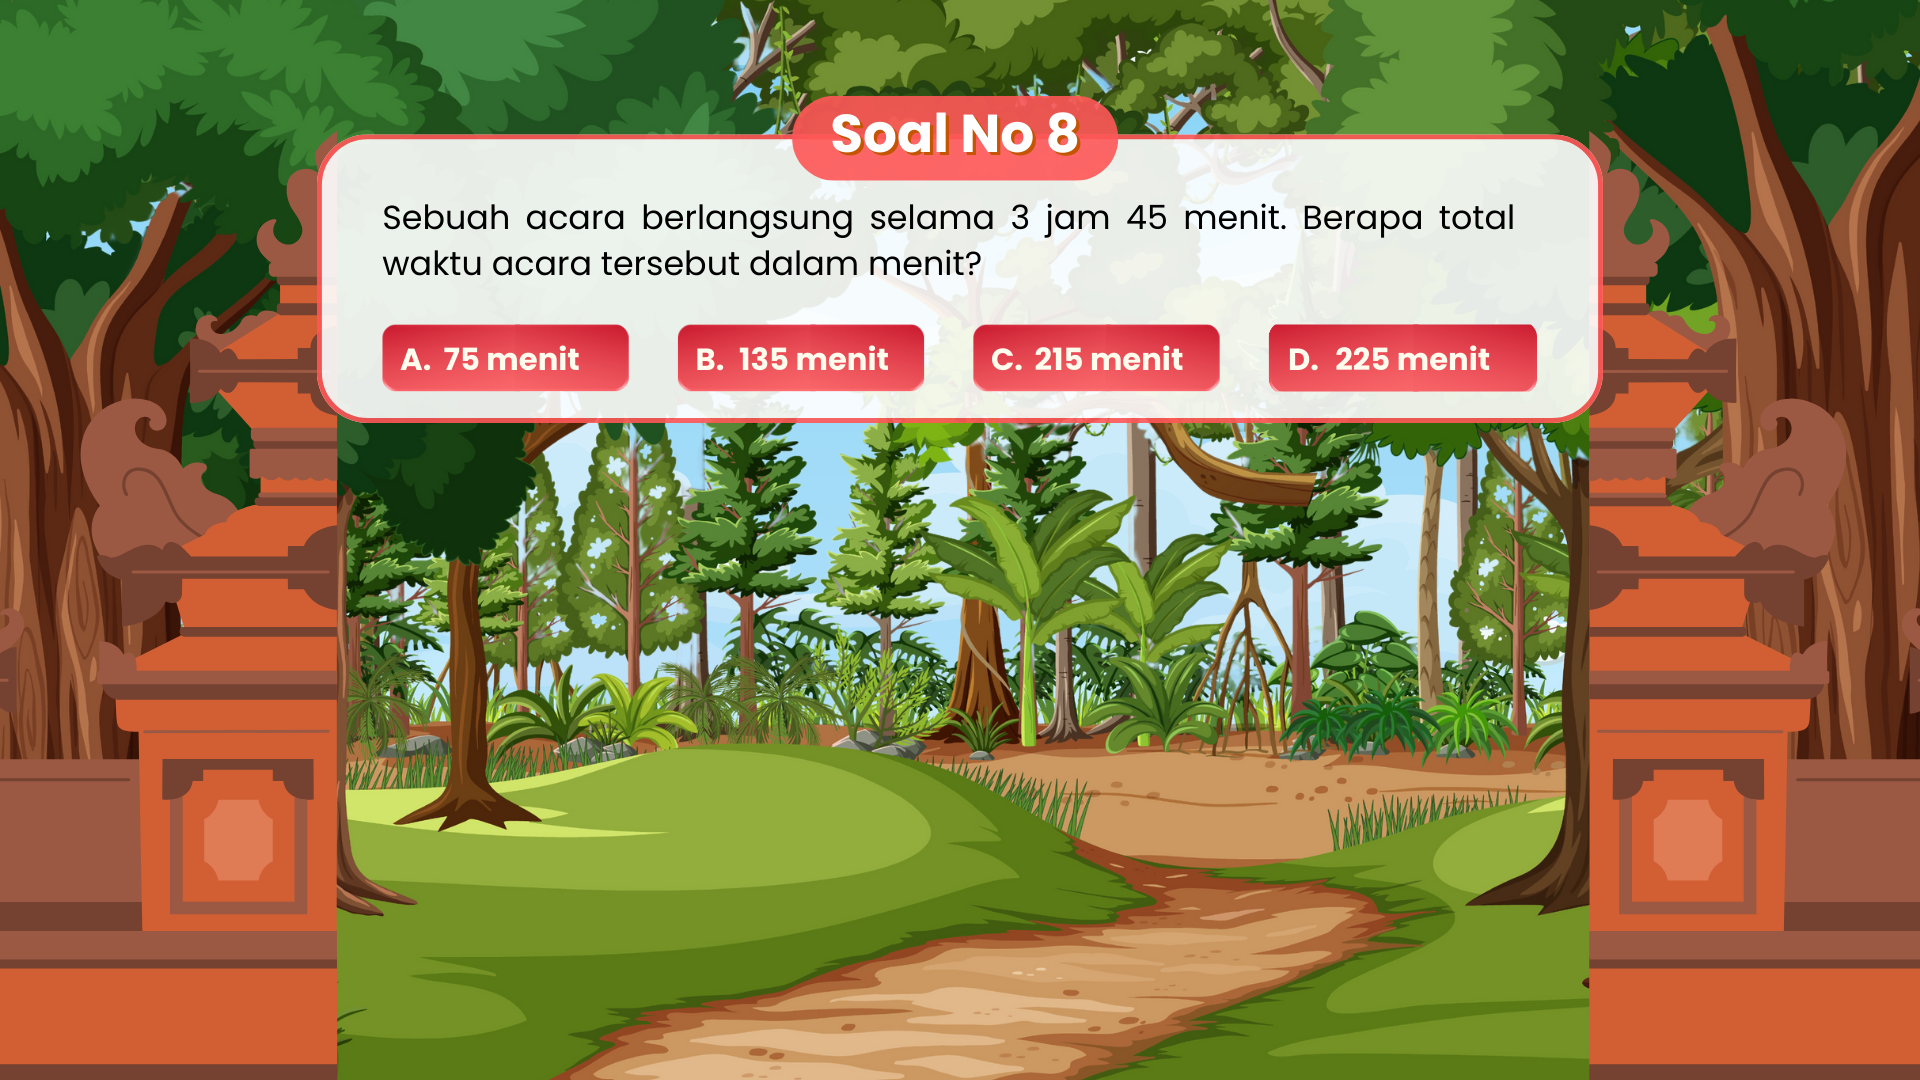 Soal No 8
Sebuah acara berlangsung selama 3 jam 45 menit. Berapa total
waktu acara tersebut dalam menit?
A. 75 menit
B. 135 menit
C. 215 menit
D. 225 menit